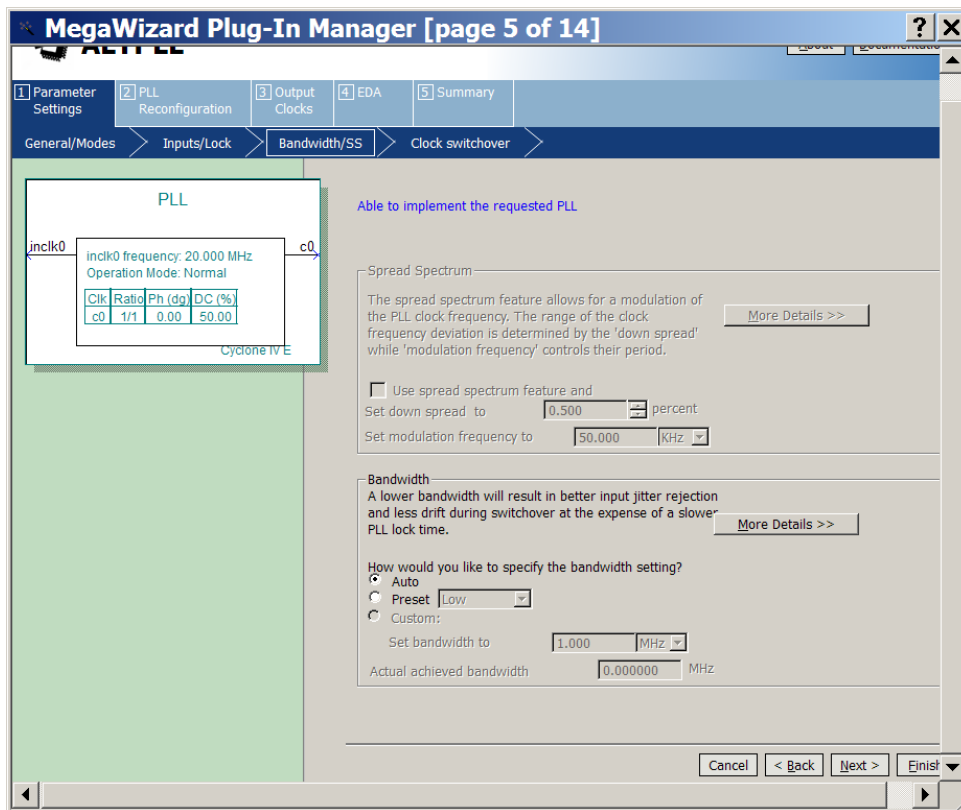 MegaWizard Plug-In Manager [page 5 of 14]
1 Parameter Settings
2 PLL Reconfiguration
3 Output Clocks
4 EDA
5 Summary
General/Modes
Inputs/Lock
Bandwidth/SS
Clock switchover
PLL
inclk0
c0
inclk0 frequency: 20.000 MHz
Operation Mode: Normal
Clk Ratio Ph (dg) DC (%)
c0 1/1 0.00 50.00
Cyclone IV E
Able to implement the requested PLL
Spread Spectrum
The spread spectrum feature allows for a modulation of
the PLL clock frequency. The range of the clock
frequency deviation is determined by the 'down spread'
while 'modulation frequency' controls their period.
More Details >>
Use spread spectrum feature and
Set down spread to 0.500 percent
Set modulation frequency to 50.000 KHz
Bandwidth
A lower bandwidth will result in better input jitter rejection
and less drift during switchover at the expense of a slower
PLL lock time.
More Details >>
How would you like to specify the bandwidth setting?
Auto
Preset Low
Custom:
Set bandwidth to 1.000 MHz
Actual achieved bandwidth 0.000000 MHz
Cancel < Back Next > Finish